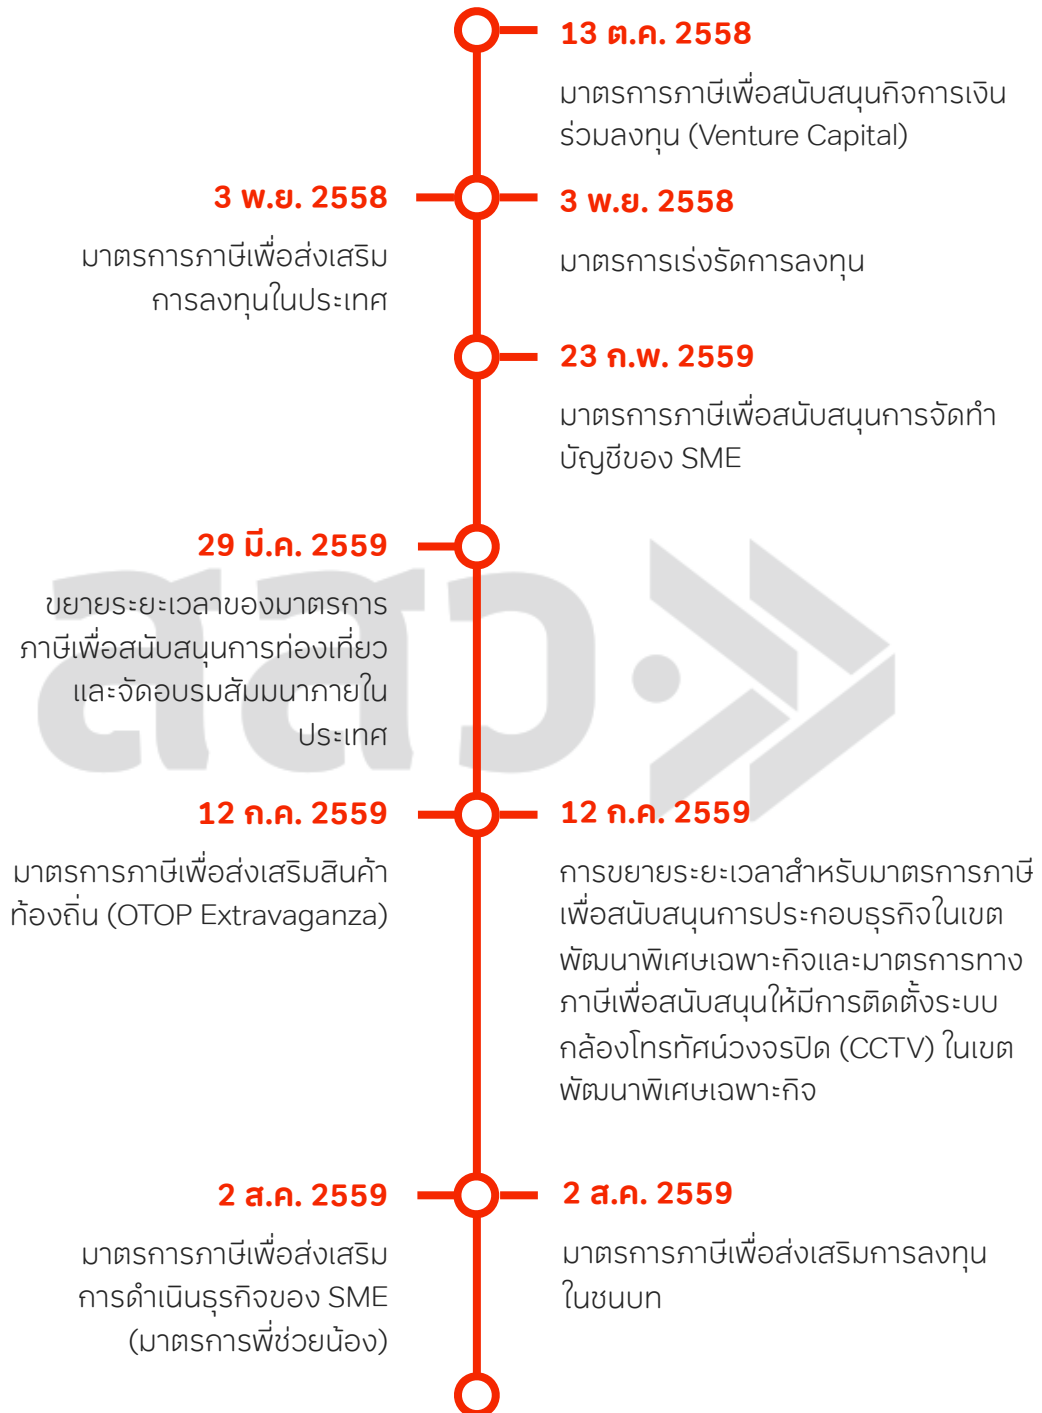 13 ต.ค. 2558
มาตรการภาษีเพื่อสนับสนุนกิจการเงิน
ร่วมลงทุน (Venture Capital)
3 พ.ย. 2558
มาตรการภาษีเพื่อส่งเสริม
การลงทุนในประเทศ
3 พ.ย. 2558
มาตรการเร่งรัดการลงทุน
23 ก.พ. 2559
มาตรการภาษีเพื่อสนับสนุนการจัดทำ
บัญชีของ SME
29 มี.ค. 2559
ขยายระยะเวลาของมาตรการ
ภาษีเพื่อสนับสนุนการท่องเที่ยว
และจัดอบรมสัมมนาภายใน
ประเทศ
สสว
12 ก.ค. 2559
มาตรการภาษีเพื่อส่งเสริมสินค้า
ท้องถิ่น (OTOP Extravaganza)
12 ก.ค. 2559
การขยายระยะเวลาสำหรับมาตรการภาษี
เพื่อสนับสนุนการประกอบธุรกิจในเขต
พัฒนาพิเศษเฉพาะกิจและมาตรการทาง
ภาษีเพื่อสนับสนุนให้มีการติดตั้งระบบ
กล้องโทรทัศน์วงจรปิด (CCTV) ในเขต
พัฒนาพิเศษเฉพาะกิจ
2 ส.ค. 2559
มาตรการภาษีเพื่อส่งเสริม
การดำเนินธุรกิจของ SME
(มาตรการพี่ช่วยน้อง)
2 ส.ค. 2559
มาตรการภาษีเพื่อส่งเสริมการลงทุน
ในชนบท